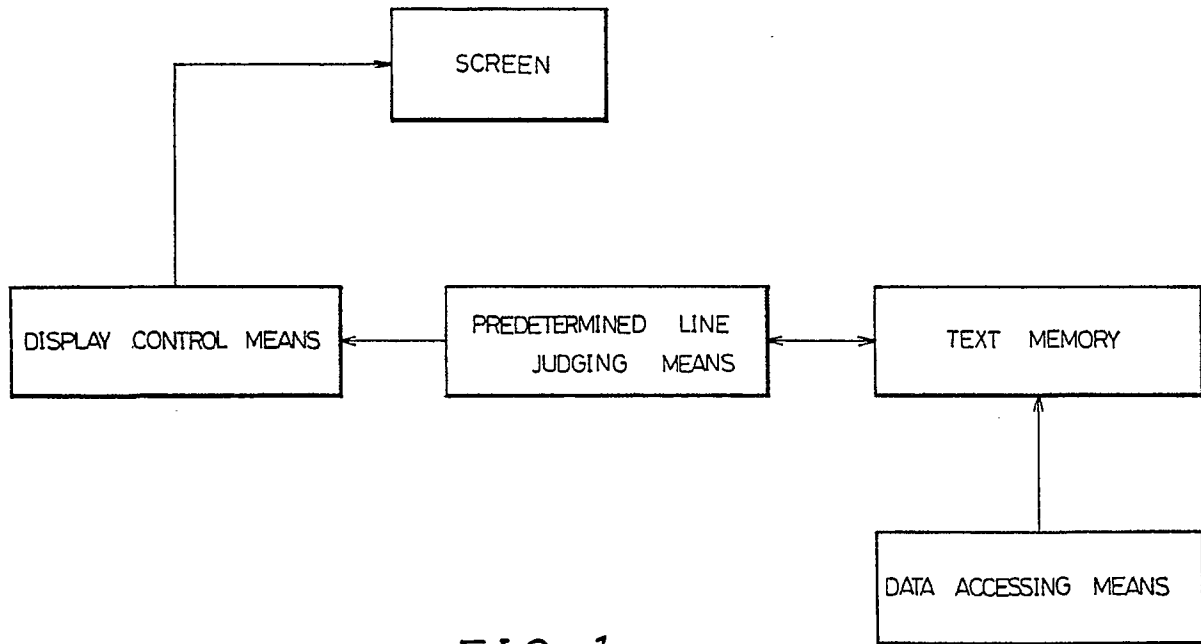 SCREEN
DISPLAY CONTROL MEANS
PREDETERMINED LINE
JUDGING MEANS
TEXT MEMORY
DATA ACCESSING MEANS